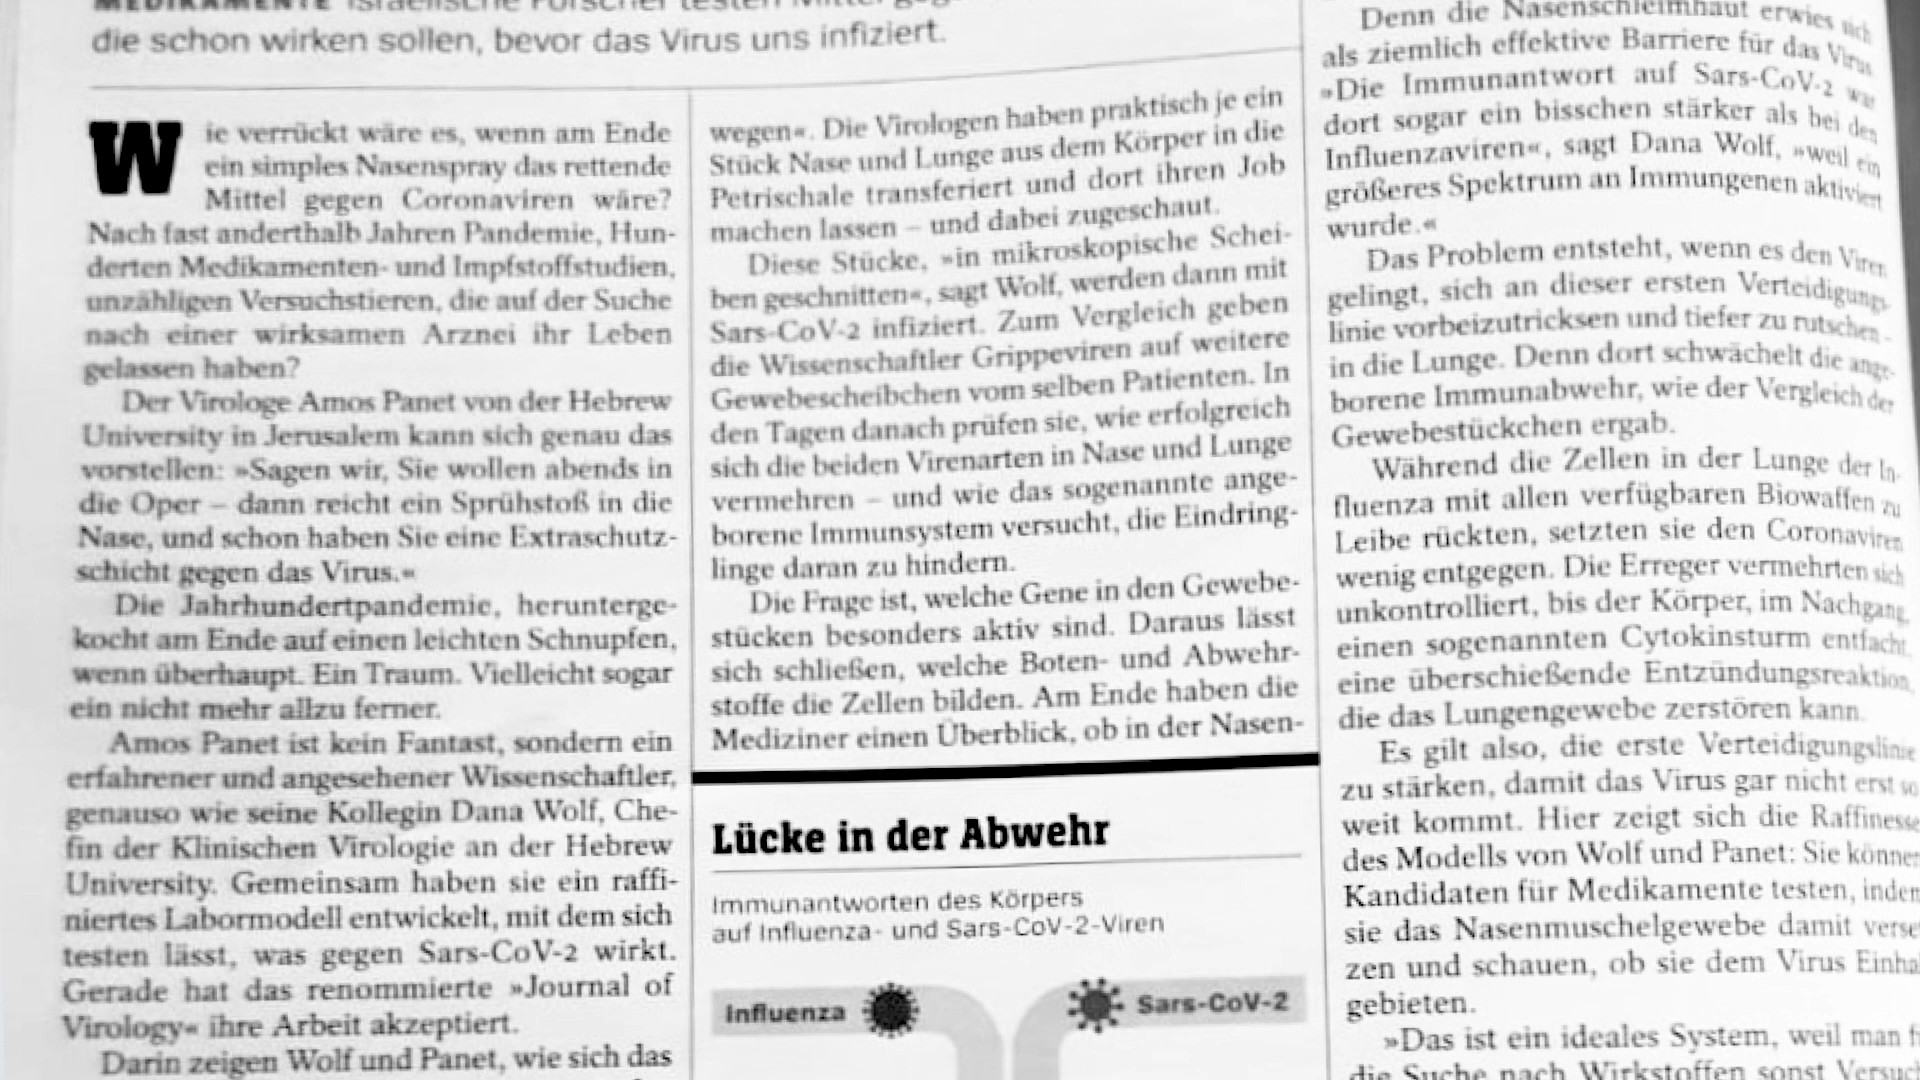 MEDIKAMENTE Israelische Forscher testen Mittel
die schon wirken sollen, bevor das Virus uns infiziert.
Wie verrückt wäre es, wenn am Ende
ein simples Nasenspray das rettende
Mittel gegen Coronaviren wäre?
Nach fast anderthalb Jahren Pandemie, Hun-
derten Medikamenten- und Impfstoffstudien,
unzähligen Versuchstieren, die auf der Suche
nach einer wirksamen Arznei ihr Leben
gelassen haben?
Der Virologe Amos Panet von der Hebrew
University in Jerusalem kann sich genau das
vorstellen: »Sagen wir, Sie wollen abends in
die Oper – dann reicht ein Sprühstoß in die
Nase, und schon haben Sie eine Extraschutz-
schicht gegen das Virus.«
Die Jahrhundertpandemie, herunterge-
kocht am Ende auf einen leichten Schnupfen,
wenn überhaupt. Ein Traum. Vielleicht sogar
ein nicht mehr allzu ferner.
Amos Panet ist kein Fantast, sondern ein
erfahrener und angesehener Wissenschaftler,
genauso wie seine Kollegin Dana Wolf, Che-
fin der Klinischen Virologie an der Hebrew
University. Gemeinsam haben sie ein raffi-
niertes Labormodell entwickelt, mit dem sich
testen lässt, was gegen Sars-CoV-2 wirkt.
Gerade hat das renommierte »Journal of
Virology« ihre Arbeit akzeptiert.
Darin zeigen Wolf und Panet, wie sich das
wegen«. Die Virologen haben praktisch je ein
Stück Nase und Lunge aus dem Körper in die
Petrischale transferiert und dort ihren Job
machen lassen – und dabei zugeschaut.
Diese Stücke, »in mikroskopische Schei-
ben geschnitten«, sagt Wolf, werden dann mit
Sars-CoV-2 infiziert. Zum Vergleich geben
die Wissenschaftler Grippeviren auf weitere
Gewebescheibchen vom selben Patienten. In
den Tagen danach prüfen sie, wie erfolgreich
sich die beiden Virenarten in Nase und Lunge
vermehren – und wie das sogenannte ange-
borene Immunsystem versucht, die Eindring-
linge daran zu hindern.
Die Frage ist, welche Gene in den Gewebe-
stücken besonders aktiv sind. Daraus lässt
sich schließen, welche Boten- und Abwehr-
stoffe die Zellen bilden. Am Ende haben die
Mediziner einen Überblick, ob in der Nasen-
Lücke in der Abwehr
Immunantworten des Körpers
auf Influenza- und Sars-CoV-2-Viren
Influenza
Sars-CoV-2
Denn die Nasenschleimhaut erwies sich
als ziemlich effektive Barriere für das Virus
»Die Immunantwort auf Sars-CoV-2 war
dort sogar ein bisschen stärker als bei den
Influenzaviren«, sagt Dana Wolf, »weil ein
größeres Spektrum an Immungenen aktiviert
wurde.«
Das Problem entsteht, wenn es den Viren
gelingt, sich an dieser ersten Verteidigungs-
linie vorbeizutricksen und tiefer zu rutschen –
in die Lunge. Denn dort schwächelt die ange-
borene Immunabwehr, wie der Vergleich der
Gewebestückchen ergab.
Während die Zellen in der Lunge der In-
fluenza mit allen verfügbaren Biowaffen zu
Leibe rückten, setzten sie den Coronaviren
wenig entgegen. Die Erreger vermehrten sich
unkontrolliert, bis der Körper, im Nachgang,
einen sogenannten Cytokinsturm entfacht,
eine überschießende Entzündungsreaktion,
die das Lungengewebe zerstören kann.
Es gilt also, die erste Verteidigungslinie
zu stärken, damit das Virus gar nicht erst so
weit kommt. Hier zeigt sich die Raffinesse
des Modells von Wolf und Panet: Sie können
Kandidaten für Medikamente testen, indem
sie das Nasenmuschelgewebe damit verse
zen und schauen, ob sie dem Virus Einha
gebieten.
»Das ist ein ideales System, weil man f
die Suche nach Wirkstoffen sonst Versuc